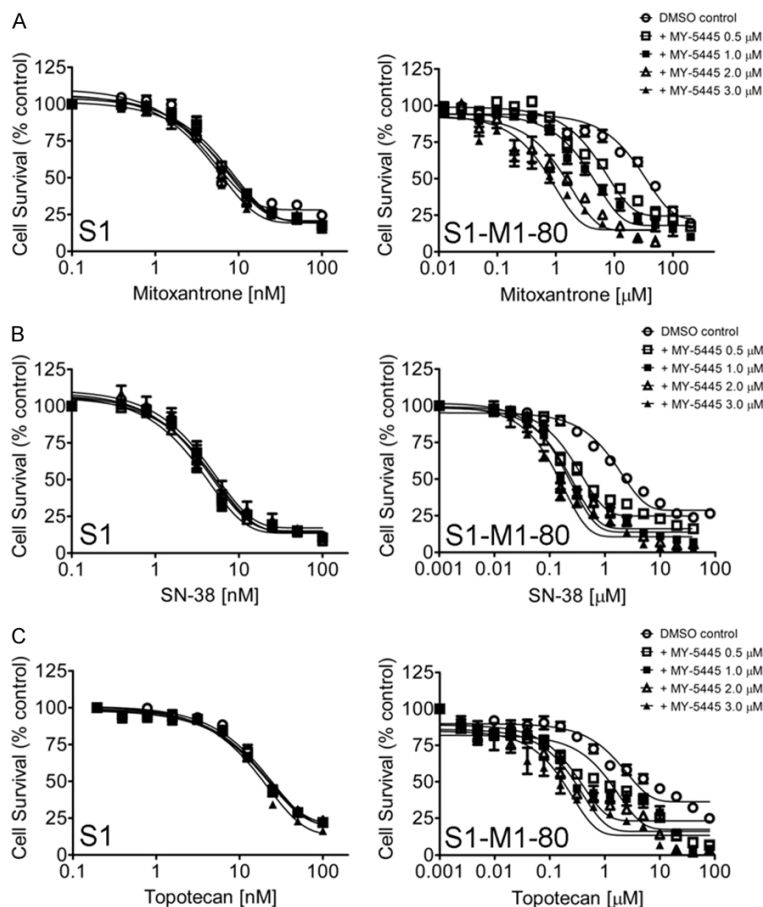 A
DMSO control
+ MY-5445 0.5 μM
+ MY-5445 1.0 μM
+ MY-5445 2.0 μM
+ MY-5445 3.0 μM
Cell Survival (% control)
125
100
75
50
25
0
S1
0.1 1 10 100
Mitoxantrone [nM]
Cell Survival (% control)
125
100
75
50
25
0
S1-M1-80
0.01 0.1 1 10 100
Mitoxantrone [μM]
B
DMSO control
+ MY-5445 0.5 μM
+ MY-5445 1.0 μM
+ MY-5445 2.0 μM
+ MY-5445 3.0 μM
Cell Survival (% control)
125
100
75
50
25
0
S1
0.1 1 10 100
SN-38 [nM]
Cell Survival (% control)
125
100
75
50
25
0
S1-M1-80
0.001 0.01 0.1 1 10 100
SN-38 [μM]
C
DMSO control
+ MY-5445 0.5 μM
+ MY-5445 1.0 μM
+ MY-5445 2.0 μM
+ MY-5445 3.0 μM
Cell Survival (% control)
125
100
75
50
25
0
S1
0.1 1 10 100
Topotecan [nM]
Cell Survival (% control)
125
100
75
50
25
0
S1-M1-80
0.001 0.01 0.1 1 10 100
Topotecan [μM]